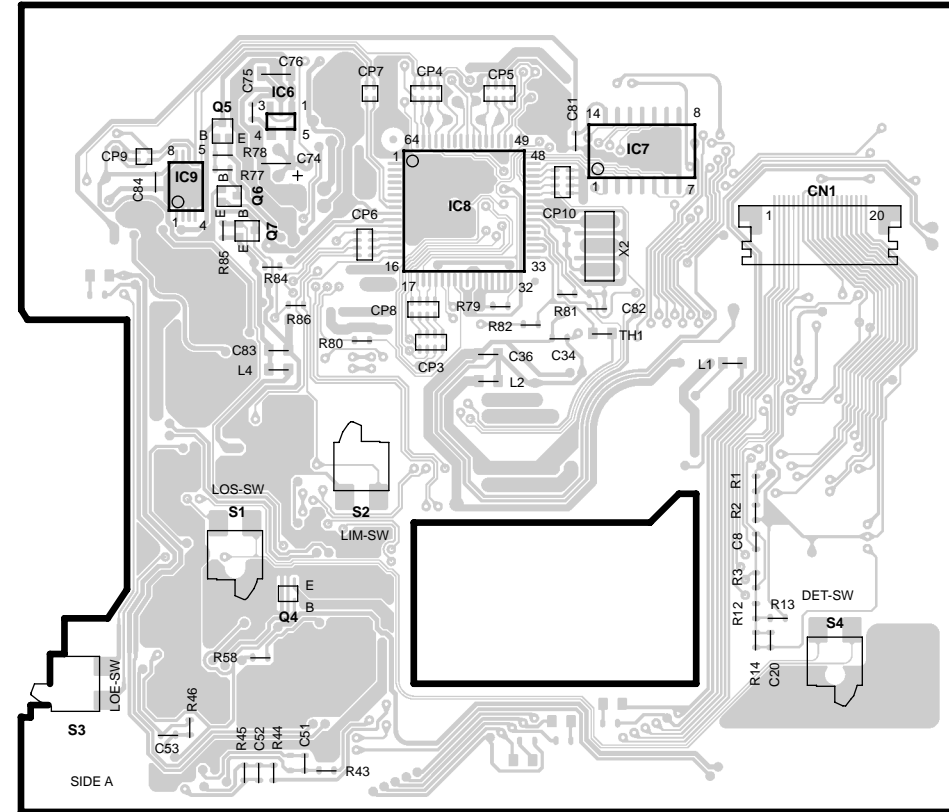 C76
C75
IC6
3
1
4
5
CP7
CP4
CP5
C81
14
8
IC7
1
7
Q5
B
E
5
CP9
8
R78
C74
+
64
49
1
48
IC9
R77
B
C84
Q6
E
B
1
4
Q7
E
R85
R84
IC8
CP6
CP10
X2
CN1
1
20
16
33
17
32
CP8
R79
R81
C82
R86
R82
R80
TH1
C83
CP3
C36
C34
L4
L2
L1
LOS-SW
S1
S2
LIM-SW
R1
R2
C8
R3
R12
R13
DET-SW
S4
E
B
Q4
R58
R14
C20
LOE-SW
S3
R46
C53
R45
C52
R44
C51
R43
SIDE A